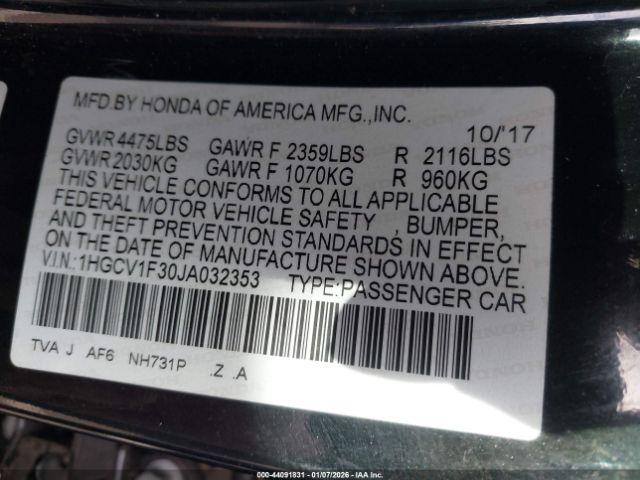 MFD.BY HONDA OF AMERICA MFG.,INC.
10/'17
GVWR 4475LBS GAWR F 2359LBS R 2116LBS
GVWR 2030KG GAWR F 1070KG R 960KG
THIS VEHICLE CONFORMS TO ALL APPLICABLE
FEDERAL MOTOR VEHICLE SAFETY , BUMPER,
AND THEFT PREVENTION STANDARDS IN EFFECT
ON THE DATE OF MANUFACTURE SHOWN ABOVE.
V.I.N.:1HGCV1F30JA032353 TYPE:PASSENGER CAR
TVA J AF6 NH731P .Z .A
000-44091831 - 01/07/2026 - IAA Inc.